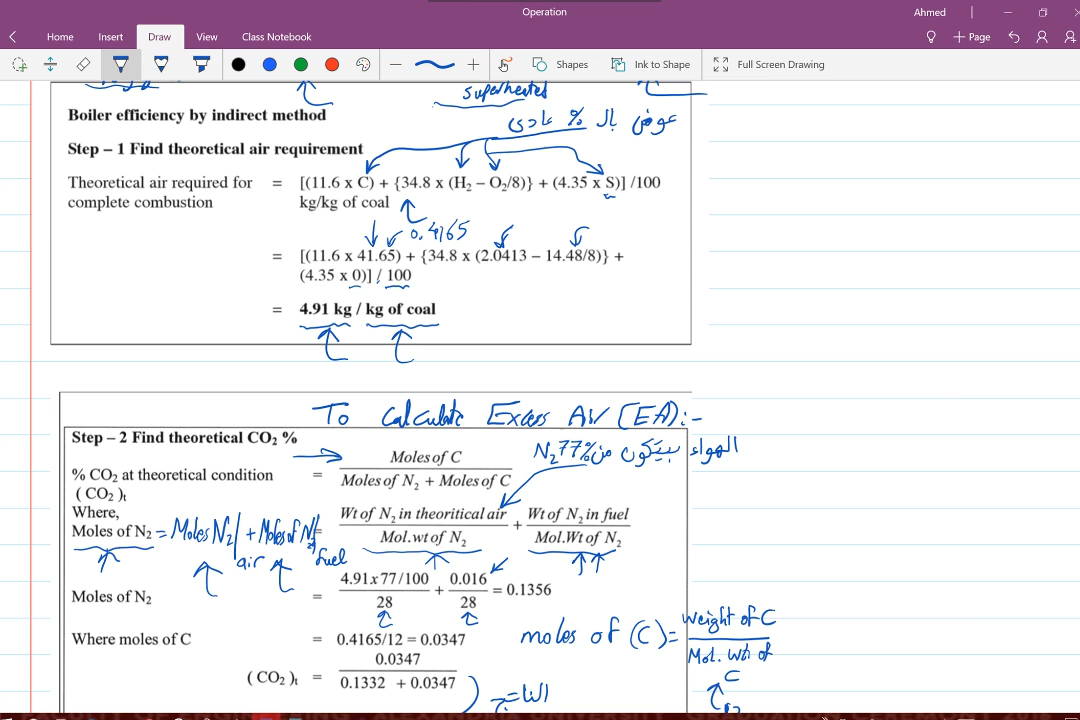 Operation
Ahmed
Home Insert Draw View Class Notebook
Page
Shapes Ink to Shape Full Screen Drawing
superheated
Boiler efficiency by indirect method
عوض بال % عادى
Step – 1 Find theoretical air requirement
Theoretical air required for complete combustion = [(11.6 x C) + {34.8 x (H₂ – O₂/8)} + (4.35 x S)] /100
kg/kg of coal
0.4165
= [(11.6 x 41.65) + {34.8 x (2.0413 – 14.48/8)} +
(4.35 x 0)] / 100
= 4.91 kg / kg of coal
To Calculate Excess Air (EA):-
Step – 2 Find theoretical CO₂ %
الهواء بيتكون من N₂ 77%
% CO₂ at theoretical condition = Moles of C / Moles of N₂ + Moles of C
( CO₂ )t
Where,
Moles of N₂ = Moles N₂ air + Moles of N₂ fuel = Wt of N₂ in theoritical air / Mol.wt of N₂ + Wt of N₂ in fuel / Mol.Wt of N₂
Moles of N₂ = 4.91x77/100 / 28 + 0.016 / 28 = 0.1356
Where moles of C = 0.4165/12 = 0.0347
moles of (C) = Weight of C / Mol. wt of C
( CO₂ )t = 0.0347 / 0.1332 + 0.0347
الناتج
12